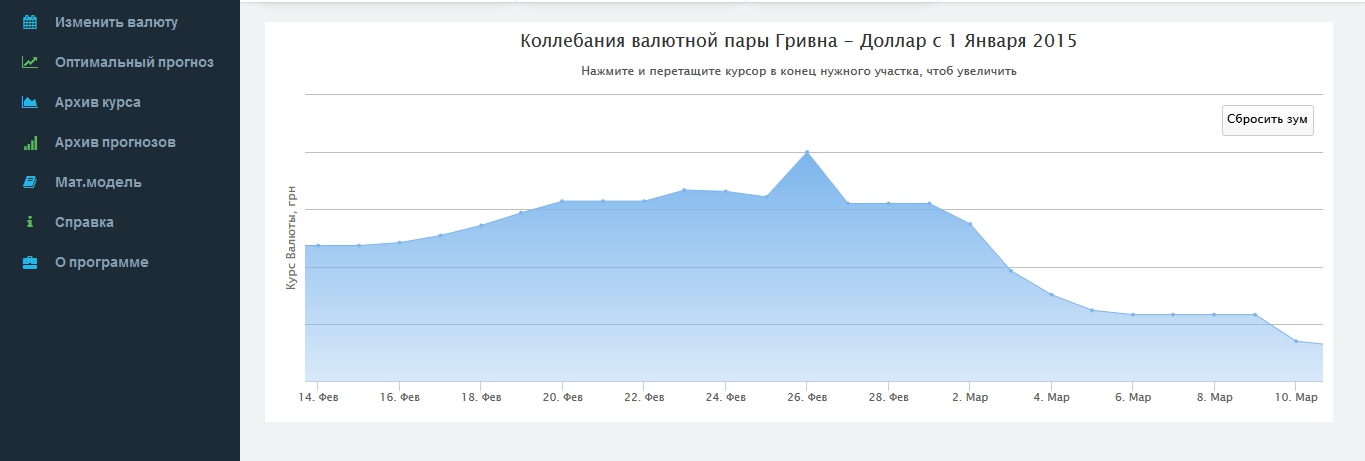 Изменить валюту
Оптимальный прогноз
Архив курса
Архив прогнозов
Мат.модель
Справка
О программе
Коллебания валютной пары Гривна - Доллар с 1 Января 2015
Нажмите и перетащите курсор в конец нужного участка, чтоб увеличить
Сбросить зум
Курс Валюты, грн
14. Фев 16. Фев 18. Фев 20. Фев 22. Фев 24. Фев 26. Фев 28. Фев 2. Мар 4. Мар 6. Мар 8. Мар 10. Мар